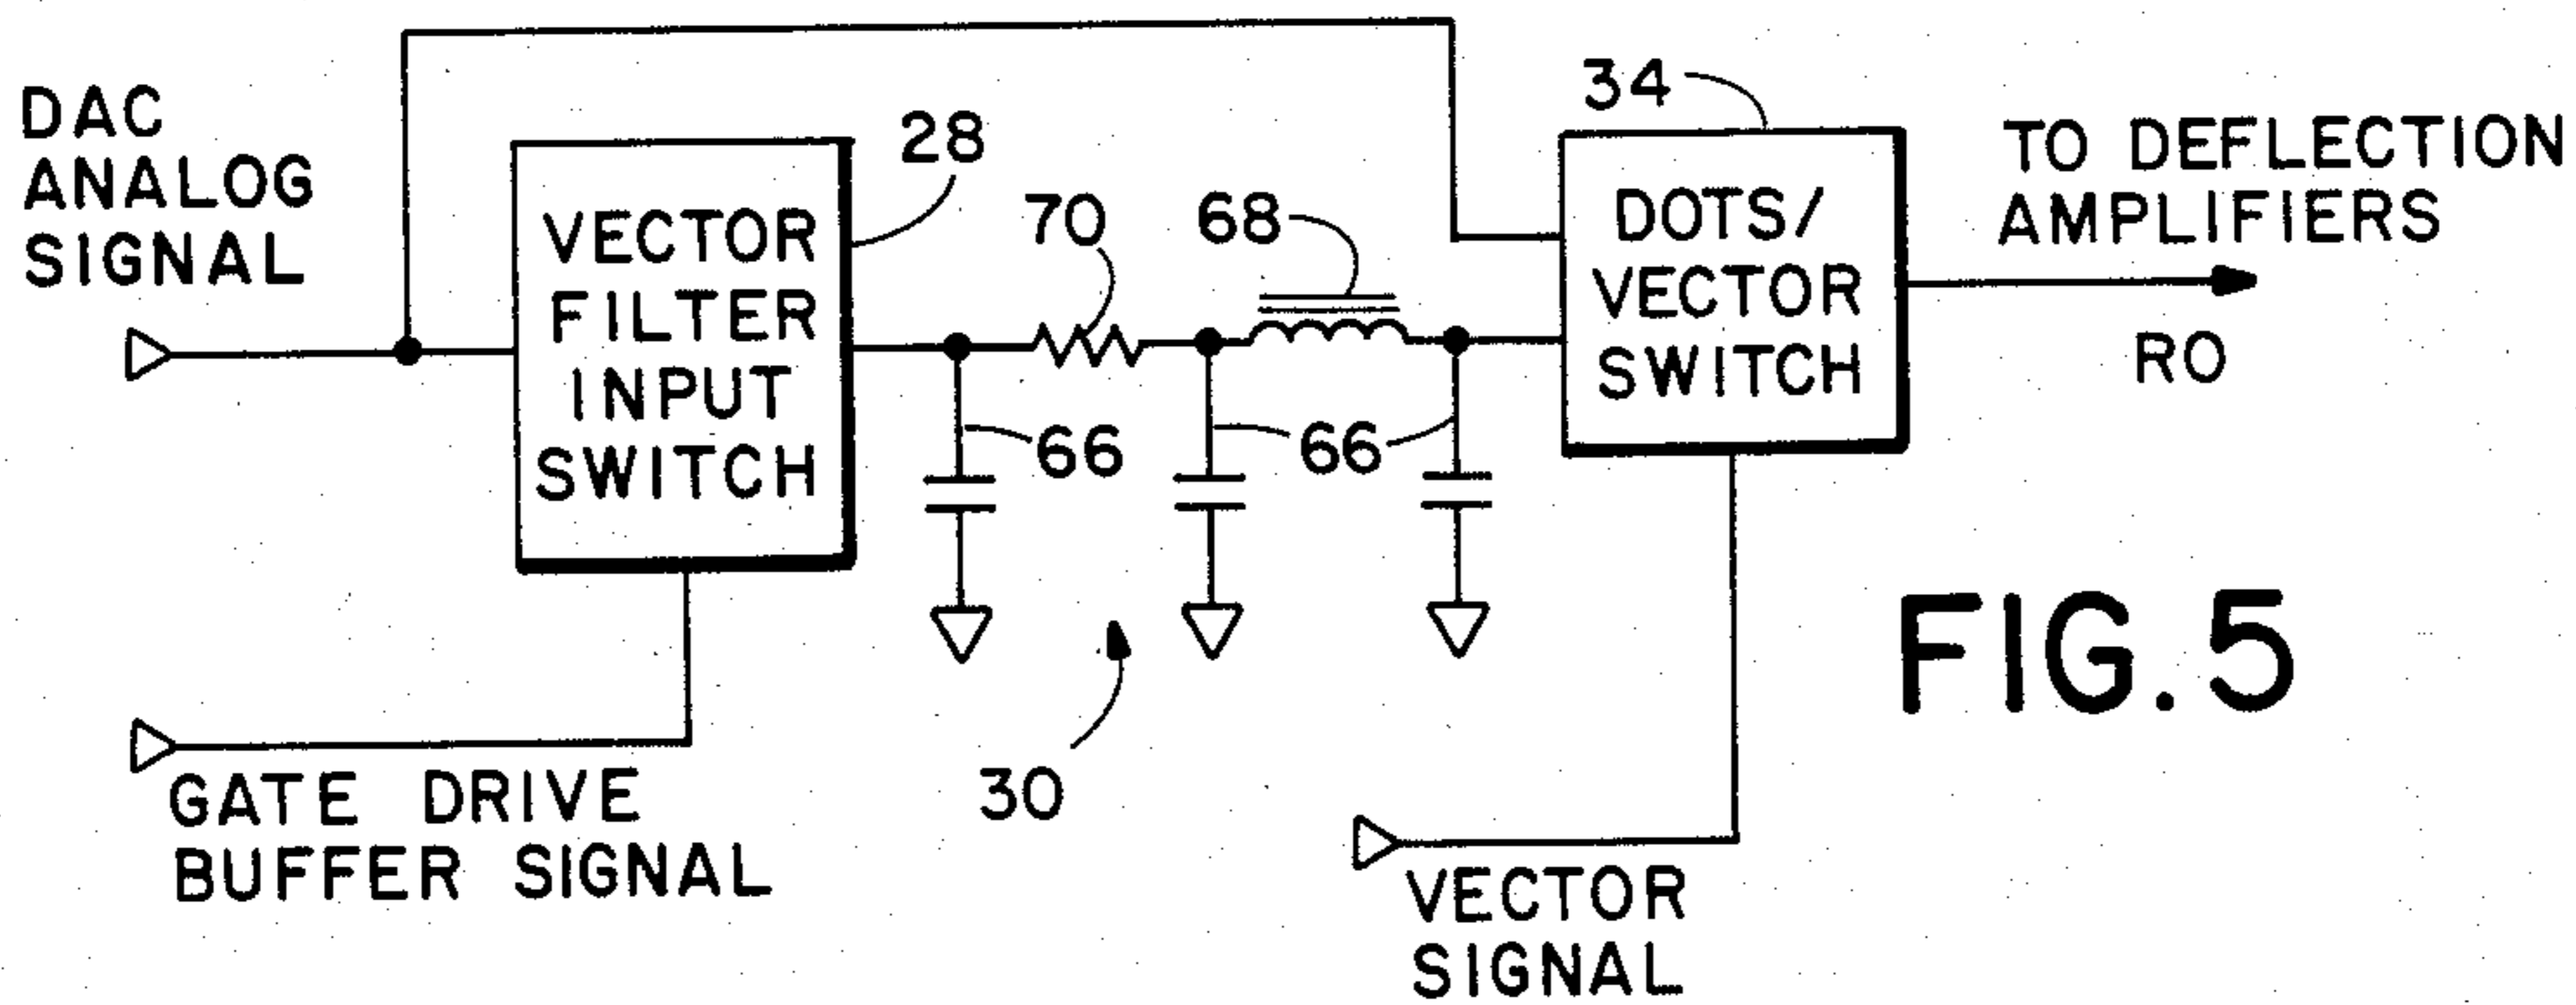 DAC
ANALOG
SIGNAL
28
VECTOR
FILTER
INPUT
SWITCH
70
68
66
66
30
34
DOTS/
VECTOR
SWITCH
TO DEFLECTION
AMPLIFIERS
RO
GATE DRIVE
BUFFER SIGNAL
VECTOR
SIGNAL
FIG.5